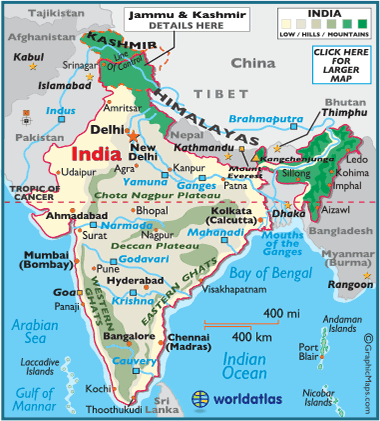 Tajikistan
Afghanistan
Kabul
Islamabad
Srinagar
KASHMIR
Line
Of Control
Jammu & Kashmir
DETAILS HERE
INDIA
LOW / HILLS / MOUNTAINS
CLICK HERE
FOR
LARGER
MAP
China
TIBET
HIMALAYAS
Indus
Amritsar
Pakistan
Delhi
New
Delhi
India
Nepal
Kathmandu
Brahmaputra
Bhutan
Thimphu
Mount
Everest
Kangchenjunga
Ledo
Kohima
Imphal
Sillong
Aizawl
Udaipur
Agra
Kanpur
Yamuna
Ganges
Patna
Chota Nagpur Plateau
TROPIC OF
CANCER
Dhaka
Bangladesh
Ahmadabad
Bhopal
Kolkata
(Calcutta)
Narmada
Surat
Nagpur
Mahanadi
Mouths
of the
Ganges
Myanmar
(Burma)
Deccan Plateau
Mumbai
(Bombay)
Godavari
Pune
Hyderabad
Bay of Bengal
Rangoon
Goa
Panaji
Krishna
WESTERN
GHATS
EASTERN GHATS
Visakhapatnam
Arabian
Sea
400 mi
400 km
Bangalore
Chennai
(Madras)
Indian
Ocean
Andaman
Islands
Port
Blair
Laccadive
Islands
Cauvery
Gulf of
Mannar
Kochi
Thoothukudi
Sri
Lanka
worldatlas
Nicobar
Islands
©GraphicMaps.com